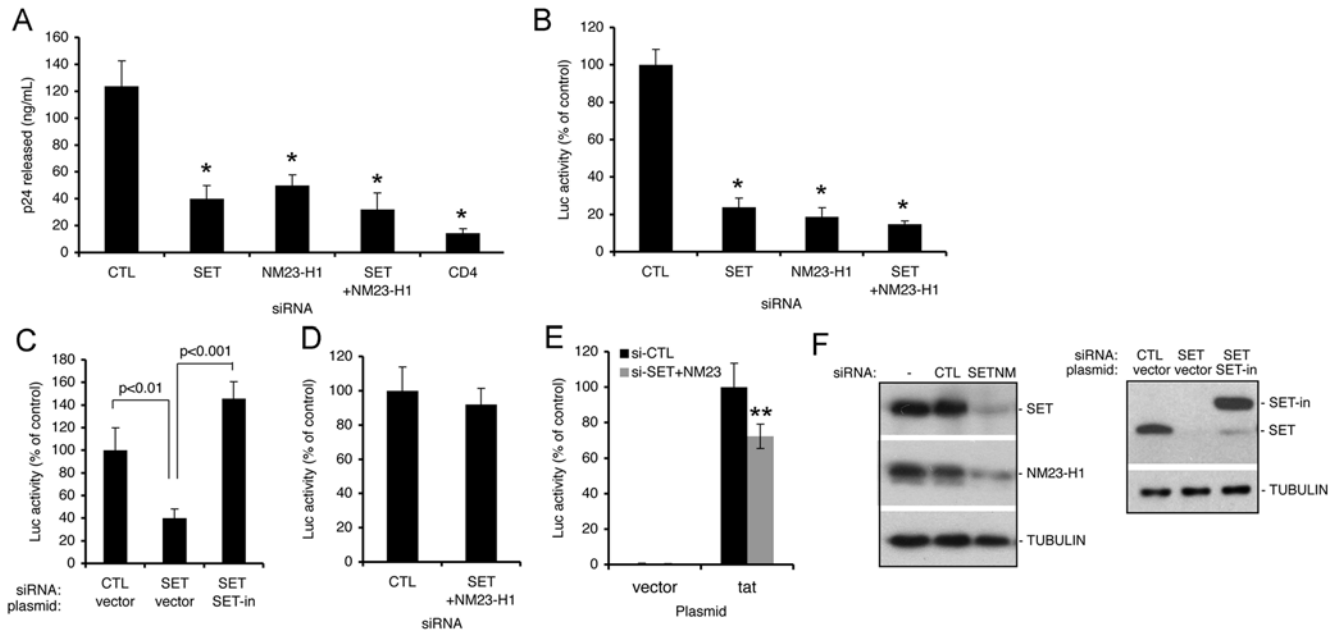 A
p24 released (ng/mL)
160
140
120
100
80
60
40
20
0
*
*
*
*
CTL
SET
NM23-H1
SET
+NM23-H1
CD4
siRNA
B
Luc activity (% of control)
120
100
80
60
40
20
0
*
*
*
CTL
SET
NM23-H1
SET
+NM23-H1
siRNA
C
Luc activity (% of control)
180
160
140
120
100
80
60
40
20
0
p<0.01
p<0.001
siRNA: CTL SET SET
plasmid: vector vector SET-in
D
Luc activity (% of control)
120
100
80
60
40
20
0
CTL
SET
+NM23-H1
siRNA
E
Luc activity (% of control)
120
100
80
60
40
20
0
si-CTL
si-SET+NM23
**
vector
tat
Plasmid
F
siRNA: - CTL SETNM
- SET
- NM23-H1
- TUBULIN
siRNA: CTL SET SET
plasmid: vector vector SET-in
- SET-in
- SET
- TUBULIN